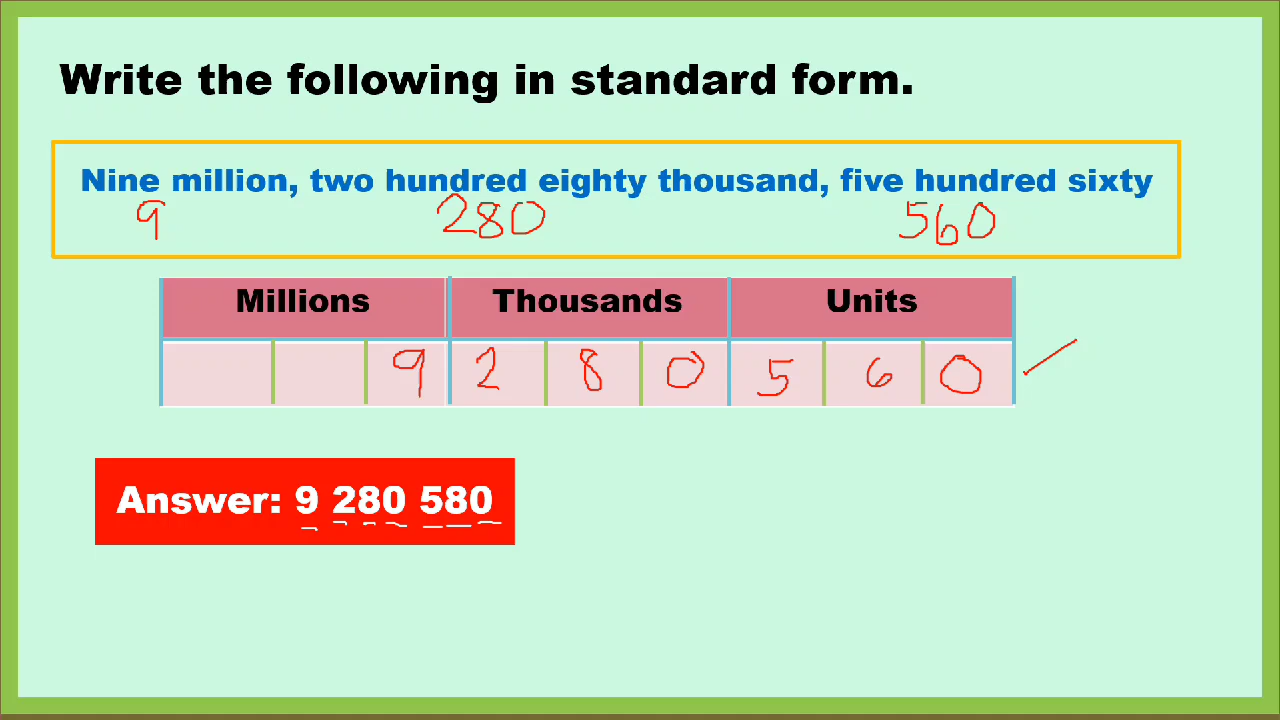 Write the following in standard form.
Nine million, two hundred eighty thousand, five hundred sixty
9 280 560
Millions Thousands Units
9 2 8 0 5 6 0
Answer: 9 280 580